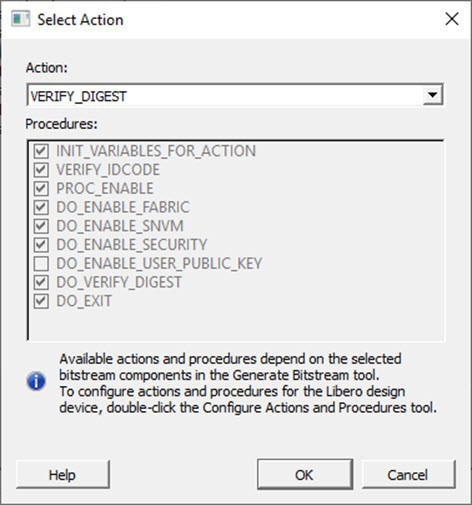 Select Action
Action:
VERIFY_DIGEST
Procedures:
INIT_VARIABLES_FOR_ACTION
VERIFY_IDCODE
PROC_ENABLE
DO_ENABLE_FABRIC
DO_ENABLE_SNVM
DO_ENABLE_SECURITY
DO_ENABLE_USER_PUBLIC_KEY
DO_VERIFY_DIGEST
DO_EXIT
Available actions and procedures depend on the selected
bitstream components in the Generate Bitstream tool.
To configure actions and procedures for the Libero design
device, double-click the Configure Actions and Procedures tool.
Help
OK
Cancel